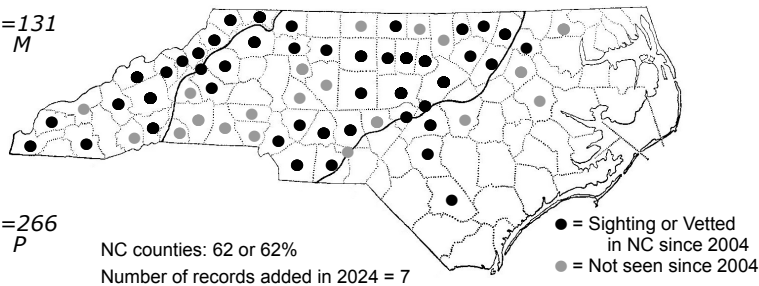 =131
M
=266
P
NC counties: 62 or 62%
Number of records added in 2024 = 7
= Sighting or Vetted
in NC since 2004
= Not seen since 2004